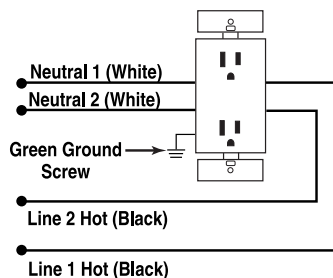 Neutral 1 (White)
Neutral 2 (White)
Green Ground
Screw
Line 2 Hot (Black)
Line 1 Hot (Black)